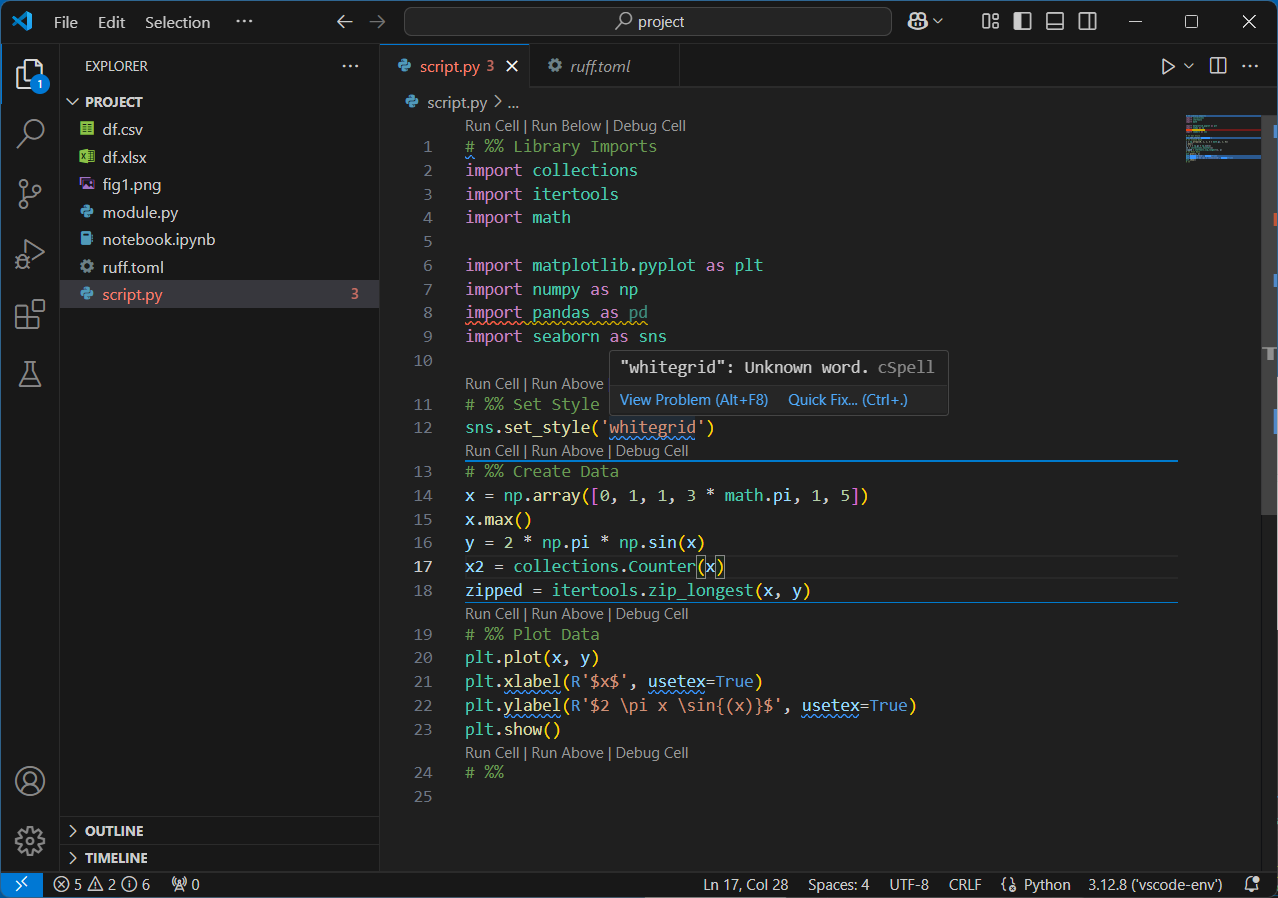 File Edit Selection ··· project
EXPLORER ···
script.py 3
ruff.toml
1
PROJECT
df.csv
df.xlsx
fig1.png
module.py
notebook.ipynb
ruff.toml
script.py 3
OUTLINE
TIMELINE
script.py > ...
Run Cell | Run Below | Debug Cell
1 # %% Library Imports
2 import collections
3 import itertools
4 import math
5
6 import matplotlib.pyplot as plt
7 import numpy as np
8 import pandas as pd
9 import seaborn as sns
10
"whitegrid": Unknown word. cSpell
View Problem (Alt+F8) Quick Fix... (Ctrl+.)
Run Cell | Run Above
11 # %% Set Style
12 sns.set_style('whitegrid')
Run Cell | Run Above | Debug Cell
13 # %% Create Data
14 x = np.array([0, 1, 1, 3 * math.pi, 1, 5])
15 x.max()
16 y = 2 * np.pi * np.sin(x)
17 x2 = collections.Counter(x)
18 zipped = itertools.zip_longest(x, y)
Run Cell | Run Above | Debug Cell
19 # %% Plot Data
20 plt.plot(x, y)
21 plt.xlabel(R'$x$', usetex=True)
22 plt.ylabel(R'$2 \pi x \sin{(x)}$', usetex=True)
23 plt.show()
Run Cell | Run Above | Debug Cell
24 # %%
25
5 2 6 0 Ln 17, Col 28 Spaces: 4 UTF-8 CRLF Python 3.12.8 ('vscode-env')